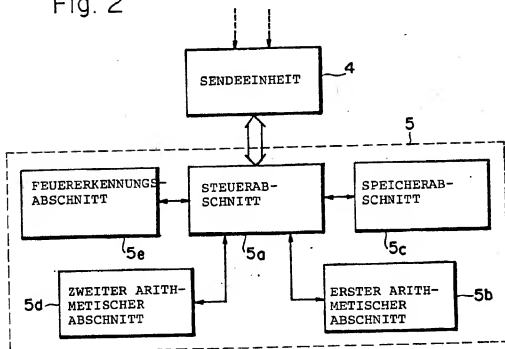 Fig. 2
SENDEEINHEIT
4
5
FEUERERKENNUNGS-
ABSCHNITT
5e
STEUERAB-
SCHNITT
5a
SPEICHERAB-
SCHNITT
5c
5d
ZWEITER ARITH-
METISCHER
ABSCHNITT
ERSTER ARITH-
METISCHER
ABSCHNITT
5b